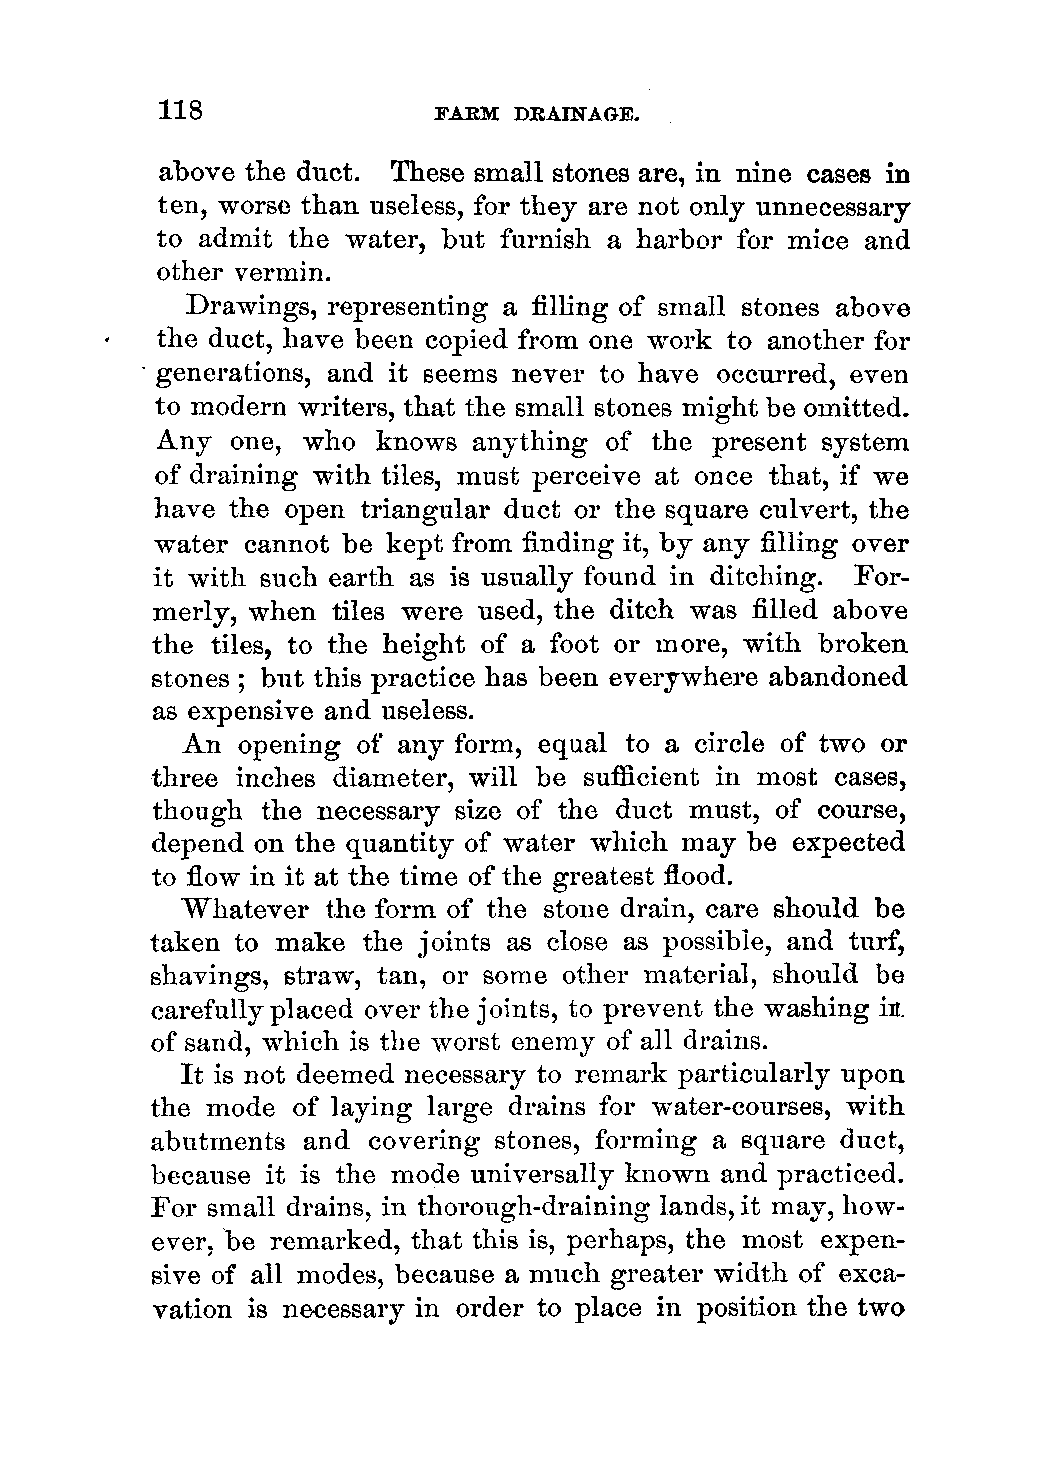 118 FARM DRAINAGE.
above the duct. These small stones are, in nine cases in
ten, worse than useless, for they are not only unnecessary
to admit the water, but furnish a harbor for mice and
other vermin.
Drawings, representing a filling of small stones above
the duct, have been copied from one work to another for
generations, and it seems never to have occurred, even
to modern writers, that the small stones might be omitted.
Any one, who knows anything of the present system
of draining with tiles, must perceive at once that, if we
have the open triangular duct or the square culvert, the
water cannot be kept from finding it, by any filling over
it with such earth as is usually found in ditching. For-
merly, when tiles were used, the ditch was filled above
the tiles, to the height of a foot or more, with broken
stones ; but this practice has been everywhere abandoned
as expensive and useless.
An opening of any form, equal to a circle of two or
three inches diameter, will be sufficient in most cases,
though the necessary size of the duct must, of course,
depend on the quantity of water which may be expected
to flow in it at the time of the greatest flood.
Whatever the form of the stone drain, care should be
taken to make the joints as close as possible, and turf,
shavings, straw, tan, or some other material, should be
carefully placed over the joints, to prevent the washing in
of sand, which is the worst enemy of all drains.
It is not deemed necessary to remark particularly upon
the mode of laying large drains for water-courses, with
abutments and covering stones, forming a square duct,
because it is the mode universally known and practiced.
For small drains, in thorough-draining lands, it may, how-
ever, be remarked, that this is, perhaps, the most expen-
sive of all modes, because a much greater width of exca-
vation is necessary in order to place in position the two